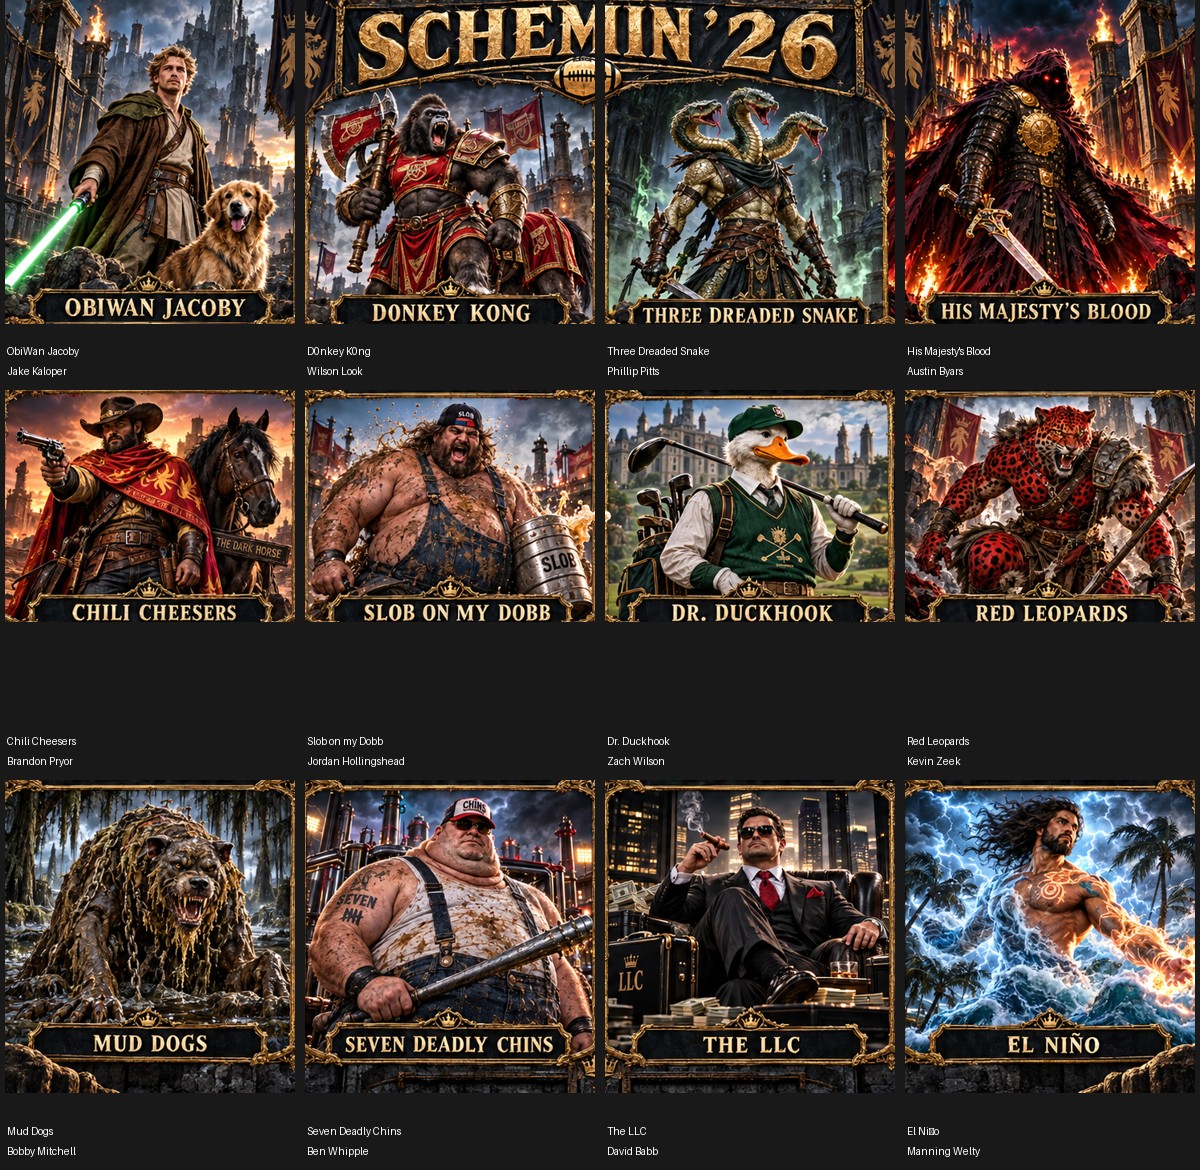 SCHEMIN '26
OBIWAN JACOBY
DONKEY KONG
THREE DREADED SNAKE
HIS MAJESTY'S BLOOD
ObiWan Jacoby
Jake Kaloper
D0nkey K0ng
Wilson Look
Three Dreaded Snake
Phillip Pitts
His Majesty's Blood
Austin Byars
THE DARK HORSE
SLOB
SLOB
CHILI CHEESERS
SLOB ON MY DOBB
DR. DUCKHOOK
RED LEOPARDS
Chili Cheesers
Brandon Pryor
Slob on my Dobb
Jordan Hollingshead
Dr. Duckhook
Zach Wilson
Red Leopards
Kevin Zeek
CHINS
SEVEN
LLC
MUD DOGS
SEVEN DEADLY CHINS
THE LLC
EL NIÑO
Mud Dogs
Bobby Mitchell
Seven Deadly Chins
Ben Whipple
The LLC
David Babb
El Ni□o
Manning Welty